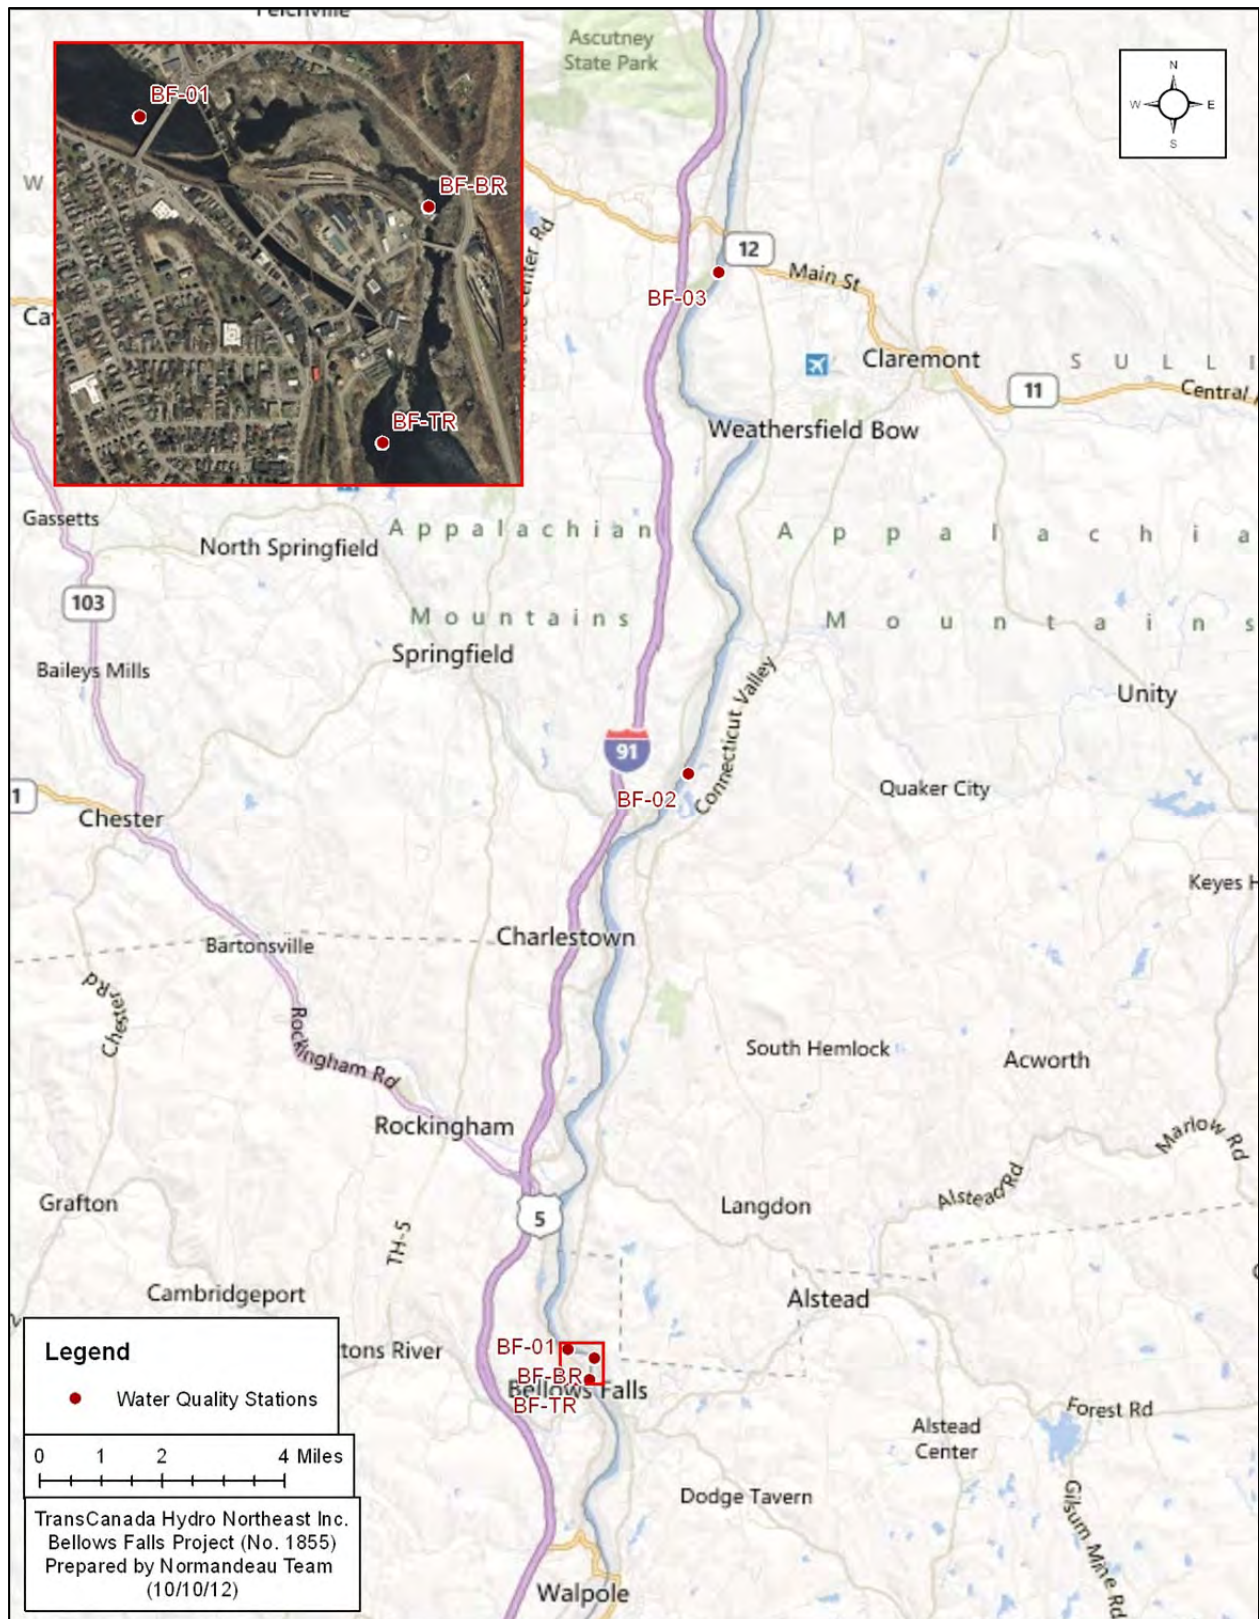 Ascutney
State Park
BF-01
BF-BR
BF-TR
N
W
E
S
W
12
Main St
BF-03
Claremont
SULLI
11
Central
Weathersfield Bow
Gassetts
North Springfield
Appalachian
Mountains
Appalachia
Mountains
103
Springfield
Baileys Mills
Unity
Connecticut Valley
91
BF-02
Quaker City
1
Chester
Keyes H
Bartonsville
Charlestown
Chester Rd
Rockingham Rd
South Hemlock
Acworth
Rockingham
Marlow Rd
Alstead Rd
Grafton
Langdon
5
TH-5
Cambridgeport
Alstead
tons River
BF-01
BF-BR
Bellows Falls
BF-TR
Forest Rd
Alstead
Center
Dodge Tavern
Gilsum Mine Rd
Walpole
Legend
Water Quality Stations
0 1 2 4 Miles
TransCanada Hydro Northeast Inc.
Bellows Falls Project (No. 1855)
Prepared by Normandeau Team
(10/10/12)